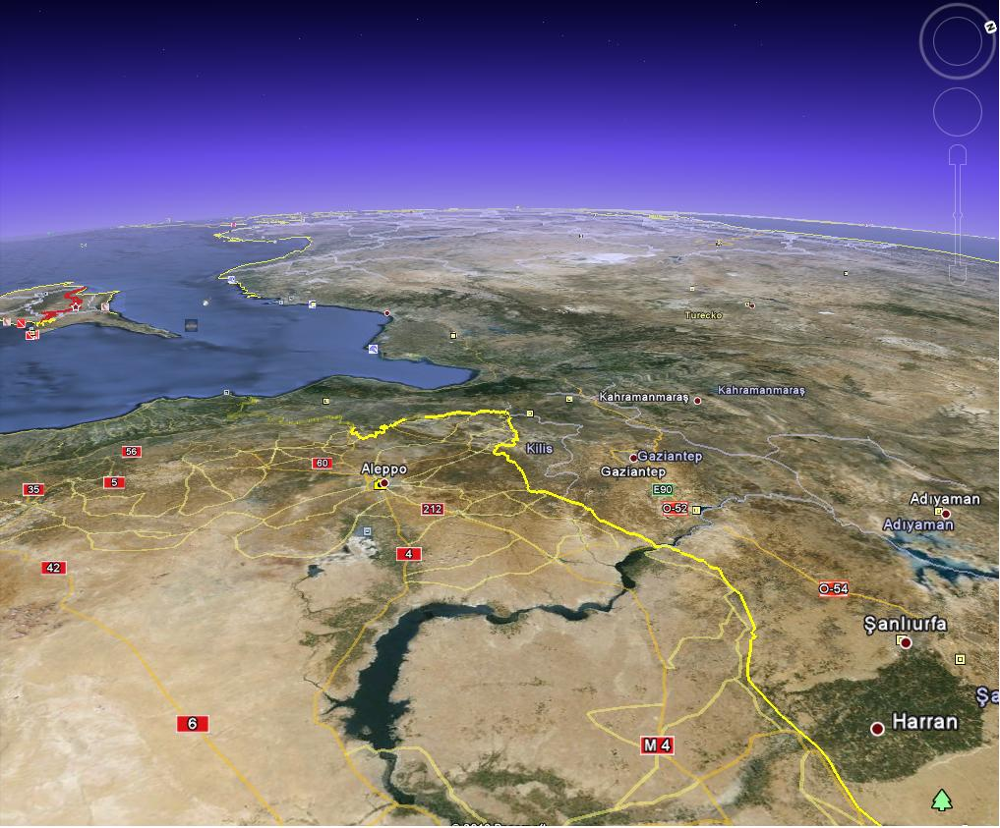 N
Turecko
Kahramanmaraş
Kahramanmaraş
56
60
Kilis
Gaziantep
Gaziantep
Aleppo
35
5
E90
212
O-52
Adıyaman
Adıyaman
4
42
O-54
Şanlıurfa
Şa
6
Harran
M 4